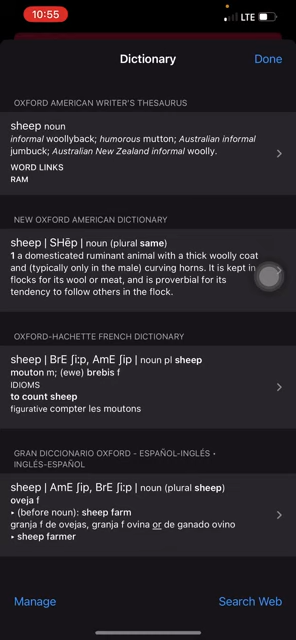 10:55
LTE
Dictionary
Done
OXFORD AMERICAN WRITER'S THESAURUS
sheep noun
informal woollyback; humorous mutton; Australian informal
jumbuck; Australian New Zealand informal woolly.
WORD LINKS
RAM
NEW OXFORD AMERICAN DICTIONARY
sheep | SHēp | noun (plural same)
1 a domesticated ruminant animal with a thick woolly coat
and (typically only in the male) curving horns. It is kept in
flocks for its wool or meat, and is proverbial for its
tendency to follow others in the flock.
OXFORD-HACHETTE FRENCH DICTIONARY
sheep | BrE ʃiːp, AmE ʃip | noun pl sheep
mouton m; (ewe) brebis f
IDIOMS
to count sheep
figurative compter les moutons
GRAN DICCIONARIO OXFORD - ESPAÑOL-INGLÉS •
INGLÉS-ESPAÑOL
sheep | AmE ʃip, BrE ʃiːp | noun (plural sheep)
oveja f
• (before noun): sheep farm
granja f de ovejas, granja f ovina or de ganado ovino
• sheep farmer
Manage
Search Web